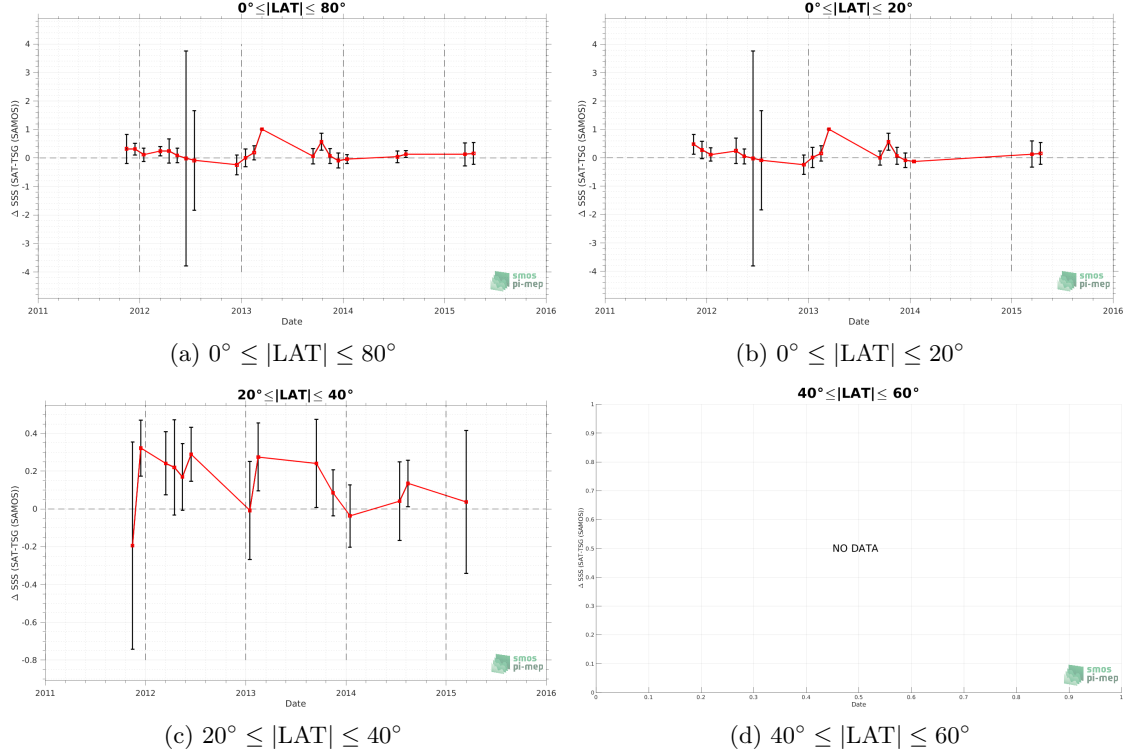 0°≤|LAT|≤ 80°
4
3
2
1
0
-1
-2
-3
-4
Δ SSS (SAT-TSG (SAMOS))
2011
2012
2013
2014
2015
2016
Date
smos
pi-mep
(a) 0° ≤ |LAT| ≤ 80°
0°≤|LAT|≤ 20°
4
3
2
1
0
-1
-2
-3
-4
Δ SSS (SAT-TSG (SAMOS))
2011
2012
2013
2014
2015
2016
Date
smos
pi-mep
(b) 0° ≤ |LAT| ≤ 20°
20°≤|LAT|≤ 40°
0.4
0.2
0
-0.2
-0.4
-0.6
-0.8
Δ SSS (SAT-TSG (SAMOS))
2011
2012
2013
2014
2015
2016
Date
smos
pi-mep
(c) 20° ≤ |LAT| ≤ 40°
40°≤|LAT|≤ 60°
1
0.9
0.8
0.7
0.6
0.5
0.4
0.3
0.2
0.1
0
Δ SSS (SAT-TSG (SAMOS))
NO DATA
0
0.1
0.2
0.3
0.4
0.5
0.6
0.7
0.8
0.9
1
Date
smos
pi-mep
(d) 40° ≤ |LAT| ≤ 60°